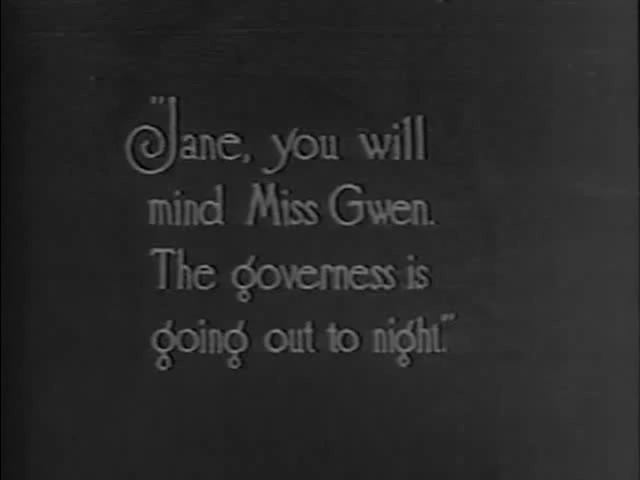 "Jane, you will
mind Miss Gwen.
The governess is
going out to night."